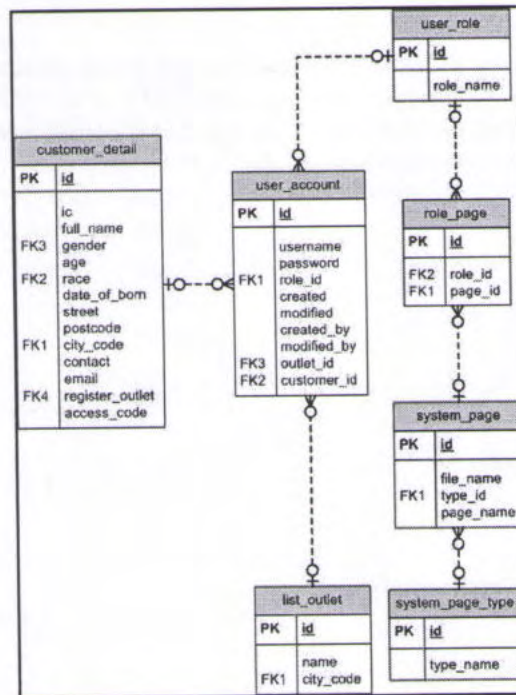 user_role
PK id
role_name
customer_detail
PK id
ic
full_name
FK3 gender
age
FK2 race
date_of_born
street
postcode
FK1 city_code
contact
email
FK4 register_outlet
access_code
user_account
PK id
username
password
FK1 role_id
created
modified
created_by
modified_by
FK3 outlet_id
FK2 customer_id
role_page
PK id
FK2 role_id
FK1 page_id
system_page
PK id
file_name
FK1 type_id
page_name
list_outlet
PK id
name
FK1 city_code
system_page_type
PK id
type_name